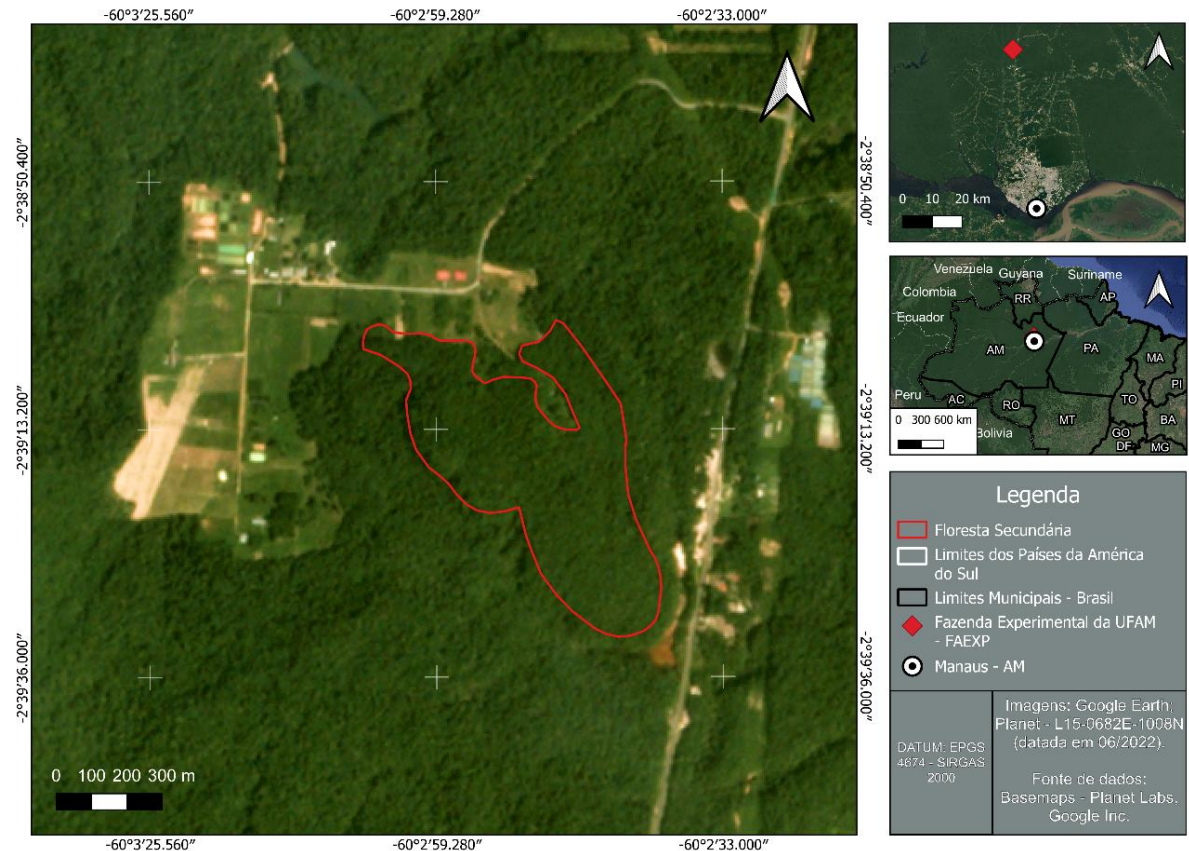 -60°3′25.560″
-60°2′59.280″
-60°2′33.000″
-2°38′50.400″
-2°39′13.200″
-2°39′36.000″
-2°38′50.400″
-2°39′13.200″
-2°39′36.000″
0 100 200 300 m
-60°3′25.560″
-60°2′59.280″
-60°2′33.000″
0 10 20 km
Venezuela
Guyana
Suriname
Colombia
RR
AP
Ecuador
AM
PA
MA
Peru
AC
RO
MT
TO
PI
BA
GO
DF
MG
Bolivia
0 300 600 km
Legenda
Floresta Secundária
Limites dos Países da América
do Sul
Limites Municipais - Brasil
Fazenda Experimental da UFAM
- FAEXP
Manaus - AM
DATUM: EPGS
4674 - SIRGAS
2000
Imagens: Google Earth;
Planet - L15-0682E-1008N
(datada em 06/2022).
Fonte de dados:
Basemaps - Planet Labs.
Google Inc.